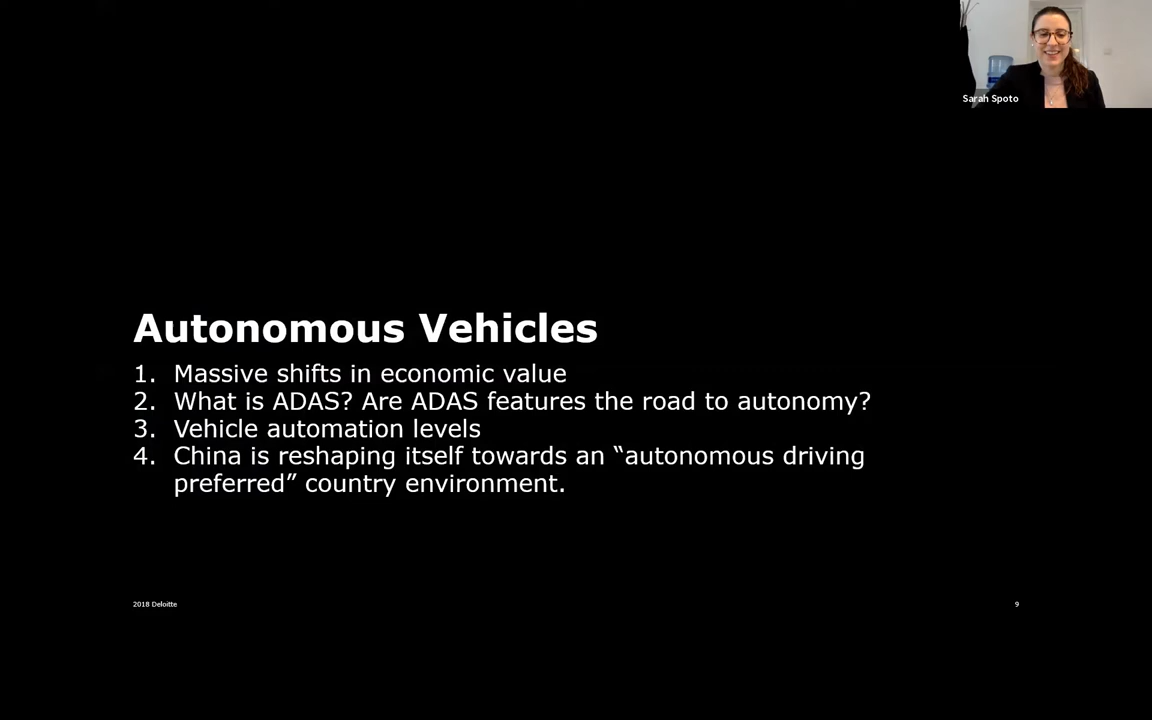 Sarah Spoto
Autonomous Vehicles
1. Massive shifts in economic value
2. What is ADAS? Are ADAS features the road to autonomy?
3. Vehicle automation levels
4. China is reshaping itself towards an “autonomous driving
preferred” country environment.
2018 Deloitte
9